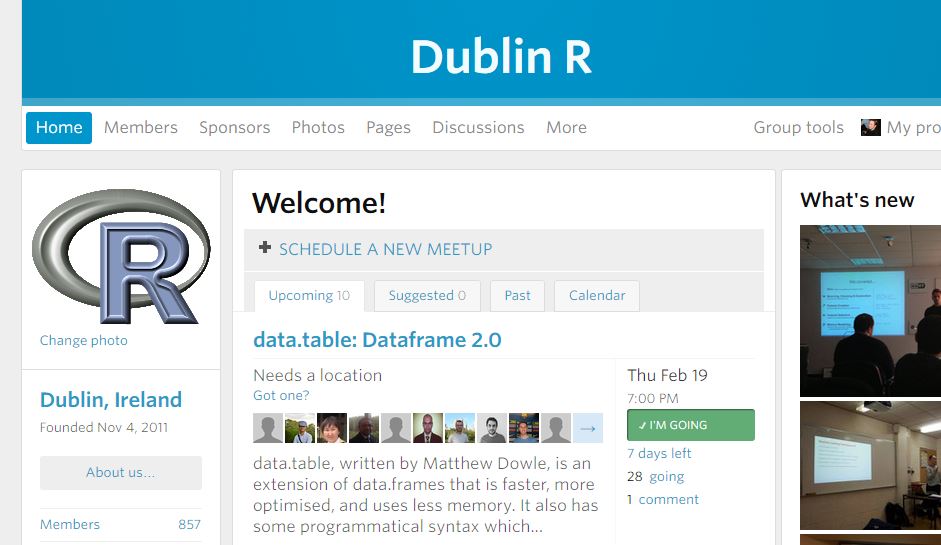 Dublin R
Home Members Sponsors Photos Pages Discussions More Group tools My pro
R
Change photo
Dublin, Ireland
Founded Nov 4, 2011
About us...
Members 857
Welcome!
SCHEDULE A NEW MEETUP
Upcoming 10 Suggested 0 Past Calendar
data.table: Dataframe 2.0
Needs a location
Got one?
data.table, written by Matthew Dowle, is an
extension of data.frames that is faster, more
optimised, and uses less memory. It also has
some programmatical syntax which...
Thu Feb 19
7:00 PM
I'M GOING
7 days left
28 going
1 comment
What's new